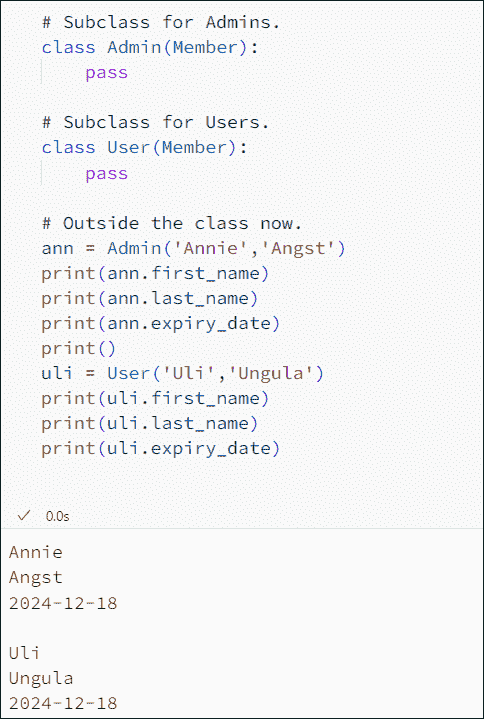 # Subclass for Admins.
class Admin(Member):
    pass

# Subclass for Users.
class User(Member):
    pass

# Outside the class now.
ann = Admin('Annie','Angst')
print(ann.first_name)
print(ann.last_name)
print(ann.expiry_date)
print()
uli = User('Uli','Ungula')
print(uli.first_name)
print(uli.last_name)
print(uli.expiry_date)

✓ 0.0s
Annie
Angst
2024-12-18

Uli
Ungula
2024-12-18